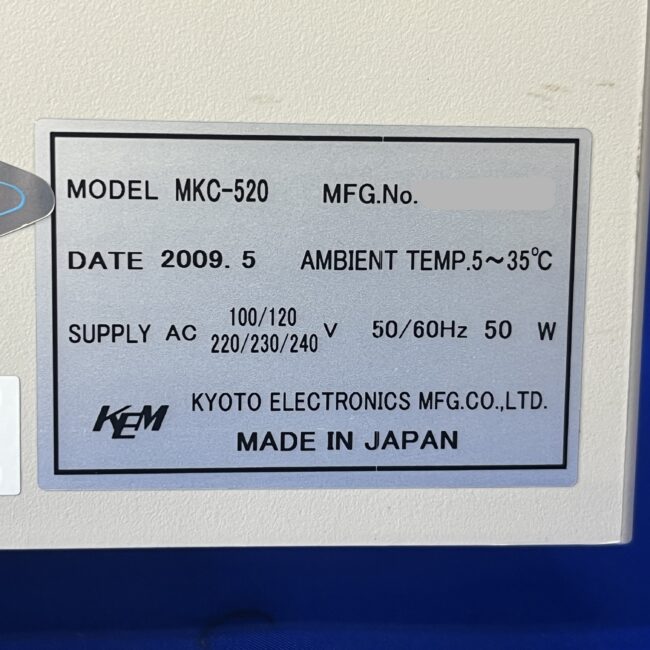 MODEL MKC-520 MFG.No.
DATE 2009. 5 AMBIENT TEMP.5~35℃
SUPPLY AC 100/120 220/230/240 V 50/60Hz 50 W
KEM KYOTO ELECTRONICS MFG.CO.,LTD.
MADE IN JAPAN